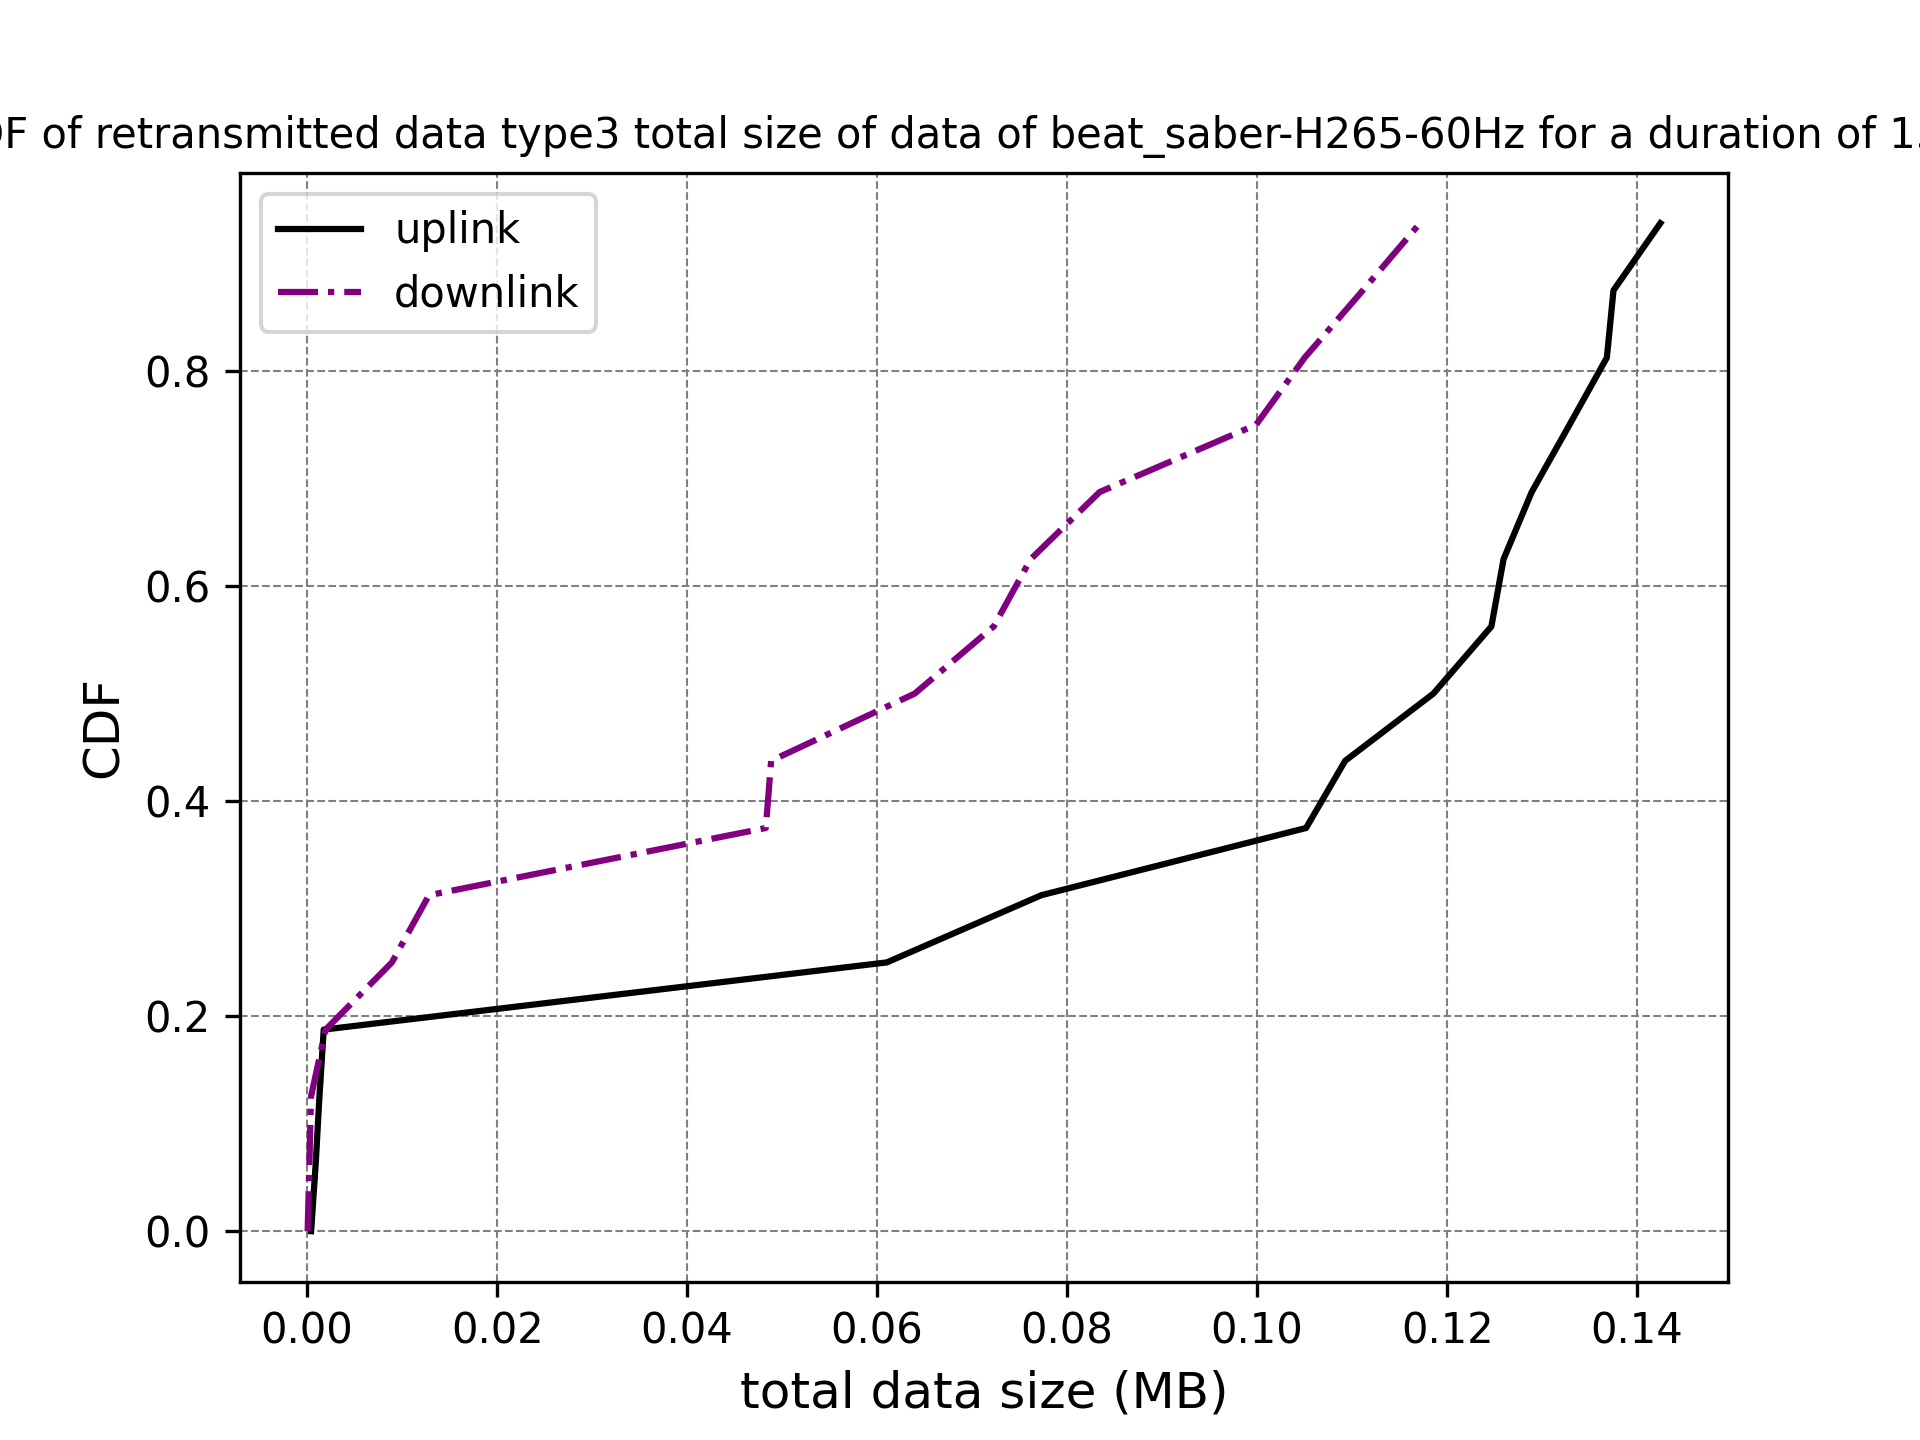 F of retransmitted data type3 total size of data of beat_saber-H265-60Hz for a duration of 1.
uplink
downlink
0.8
0.6
0.4
0.2
0.0
CDF
0.00 0.02 0.04 0.06 0.08 0.10 0.12 0.14
total data size (MB)